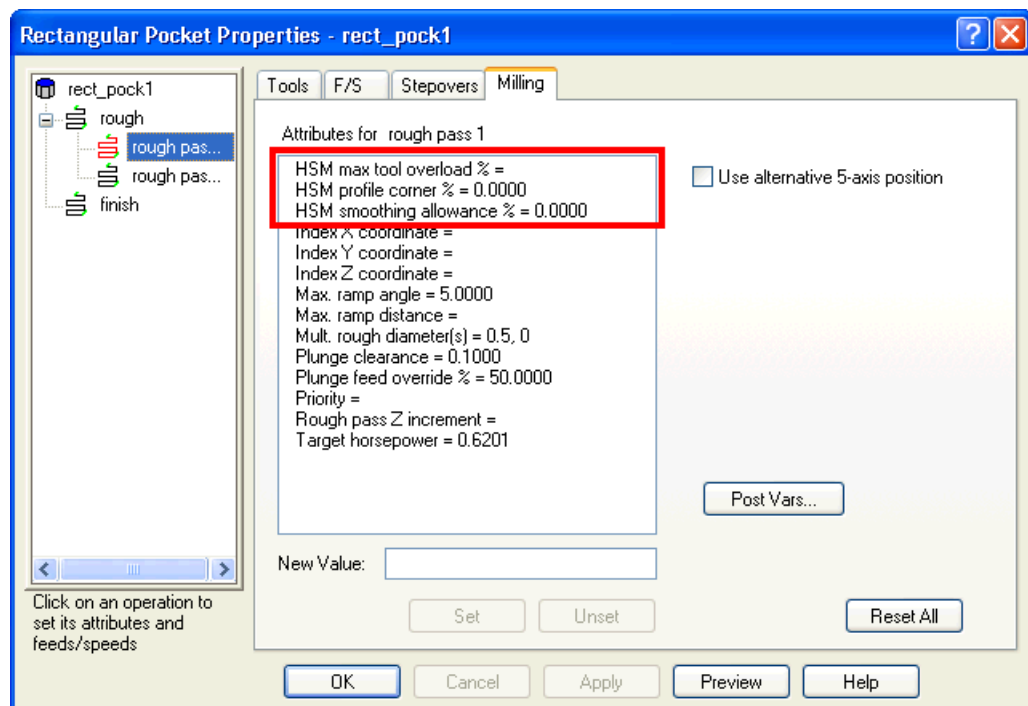 Rectangular Pocket Properties - rect_pock1
rect_pock1
rough
rough pas...
rough pas...
finish
Click on an operation to
set its attributes and
feeds/speeds
Tools F/S Stepovers Milling
Attributes for rough pass 1
HSM max tool overload % =
HSM profile corner % = 0.0000
HSM smoothing allowance % = 0.0000
Index X coordinate =
Index Y coordinate =
Index Z coordinate =
Max. ramp angle = 5.0000
Max. ramp distance =
Mult. rough diameter(s) = 0.5, 0
Plunge clearance = 0.1000
Plunge feed override % = 50.0000
Priority =
Rough pass Z increment =
Target horsepower = 0.6201
Use alternative 5-axis position
Post Vars...
New Value:
Set Unset Reset All
OK Cancel Apply Preview Help